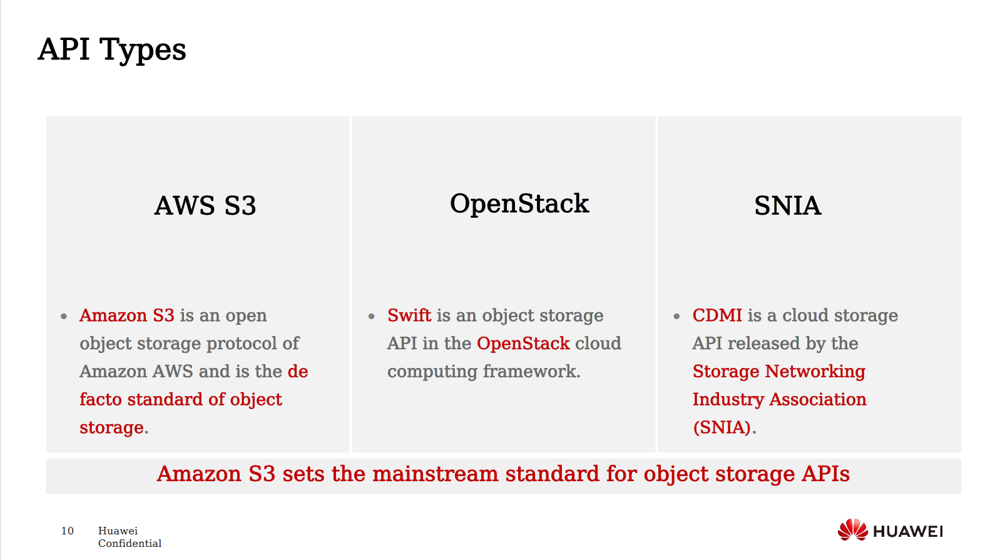 API Types
AWS S3
OpenStack
SNIA
• Amazon S3 is an open
object storage protocol of
Amazon AWS and is the de
facto standard of object
storage.
• Swift is an object storage
API in the OpenStack cloud
computing framework.
• CDMI is a cloud storage
API released by the
Storage Networking
Industry Association
(SNIA).
Amazon S3 sets the mainstream standard for object storage APIs
10 Huawei
Confidential
HUAWEI